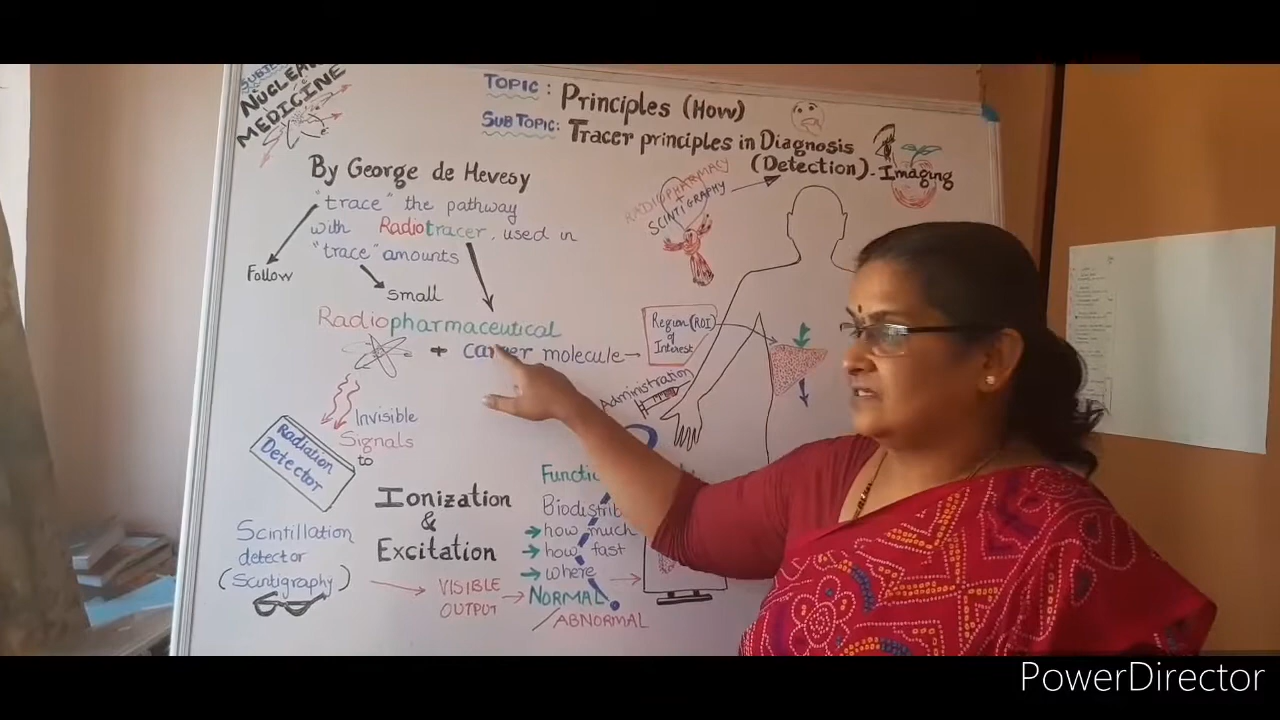 SUBJECT
NUCLEAR
MEDICINE
TOPIC: Principles (How)
SUB TOPIC: Tracer principles in Diagnosis
(Detection) - Imaging
By George de Hevesy
"trace" the pathway
with Radiotracer, used in
"trace" amounts
Follow
small
RADIOPHARMACY
+
SCINTIGRAPHY
Radiopharmaceutical
+ carrier molecule →
Region (ROI)
of
Interest
Administration
Invisible
Signals
to
Radiation
Detector
Ionization
&
Excitation
Scintillation
detector
(Scintigraphy)
VISIBLE
OUTPUT
Biodistrib
how much
how fast
where
NORMAL
/ABNORMAL
PowerDirector